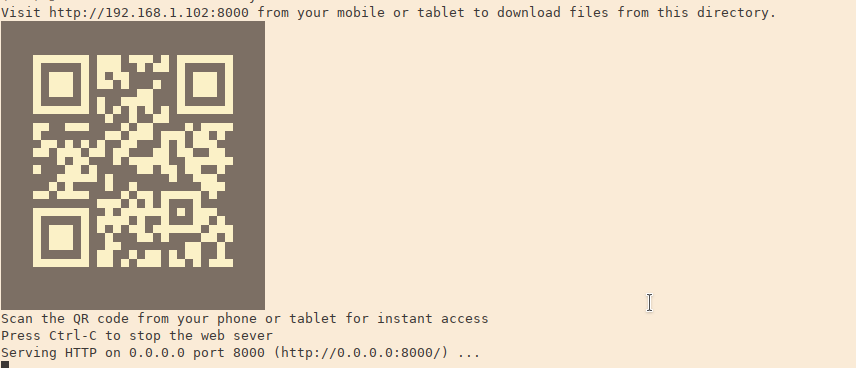 Visit http://192.168.1.102:8000 from your mobile or tablet to download files from this directory.
Scan the QR code from your phone or tablet for instant access
Press Ctrl-C to stop the web sever
Serving HTTP on 0.0.0.0 port 8000 (http://0.0.0.0:8000/) ...